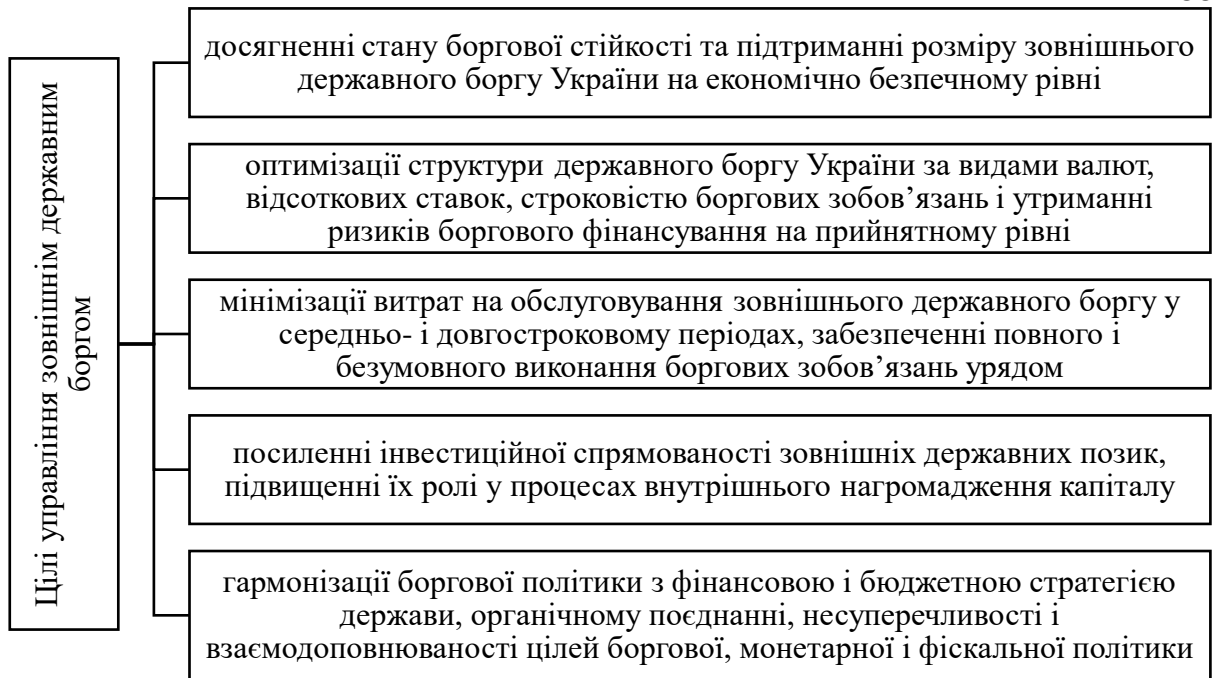 Цілі управління зовнішнім державним
боргом
досягненні стану боргової стійкості та підтриманні розміру зовнішнього
державного боргу України на економічно безпечному рівні
оптимізації структури державного боргу України за видами валют,
відсоткових ставок, строковістю боргових зобов’язань і утриманні
ризиків боргового фінансування на прийнятному рівні
мінімізації витрат на обслуговування зовнішнього державного боргу у
середньо- і довгостроковому періодах, забезпеченні повного і
безумовного виконання боргових зобов’язань урядом
посиленні інвестиційної спрямованості зовнішніх державних позик,
підвищенні їх ролі у процесах внутрішнього нагромадження капіталу
гармонізації боргової політики з фінансовою і бюджетною стратегією
держави, органічному поєднанні, несуперечливості і
взаємодоповнюваності цілей боргової, монетарної і фіскальної політики